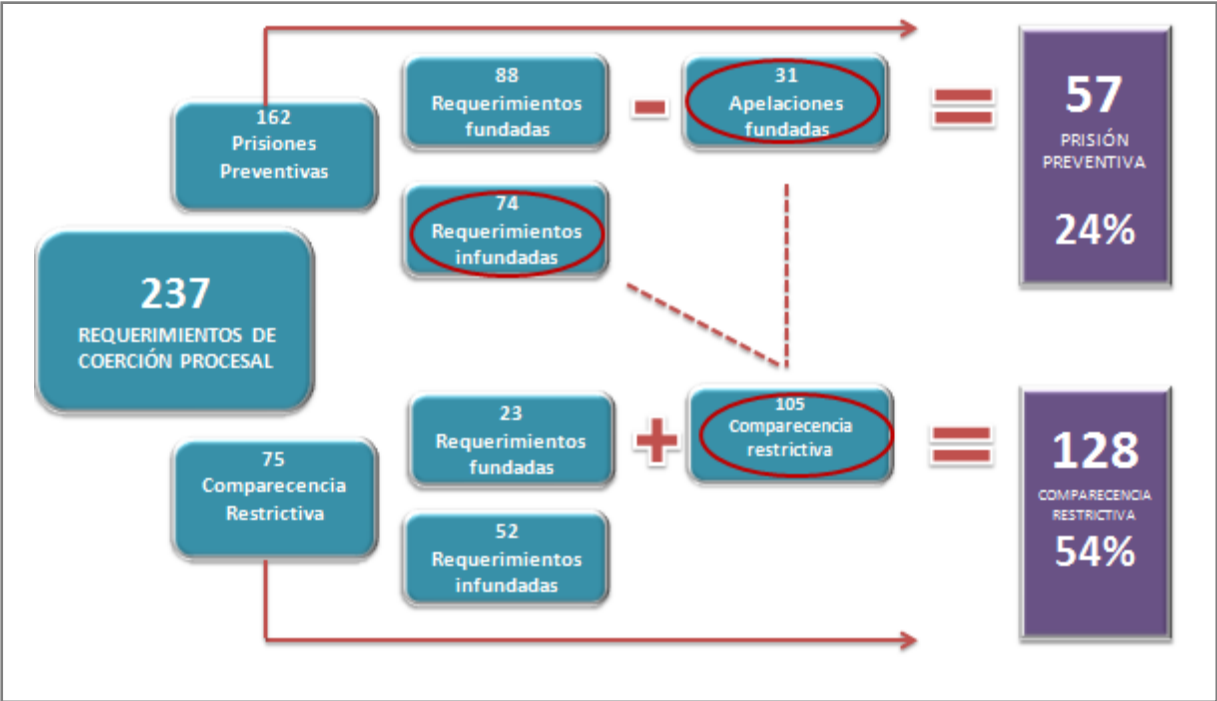 237
REQUERIMIENTOS DE
COERCIÓN PROCESAL
162
Prisiones
Preventivas
88
Requerimientos
fundadas
31
Apelaciones
fundadas
57
PRISIÓN
PREVENTIVA
24%
74
Requerimientos
infundadas
75
Comparecencia
Restrictiva
23
Requerimientos
fundadas
105
Comparecencia
restrictiva
128
COMPARECENCIA
RESTRICTIVA
54%
52
Requerimientos
infundadas